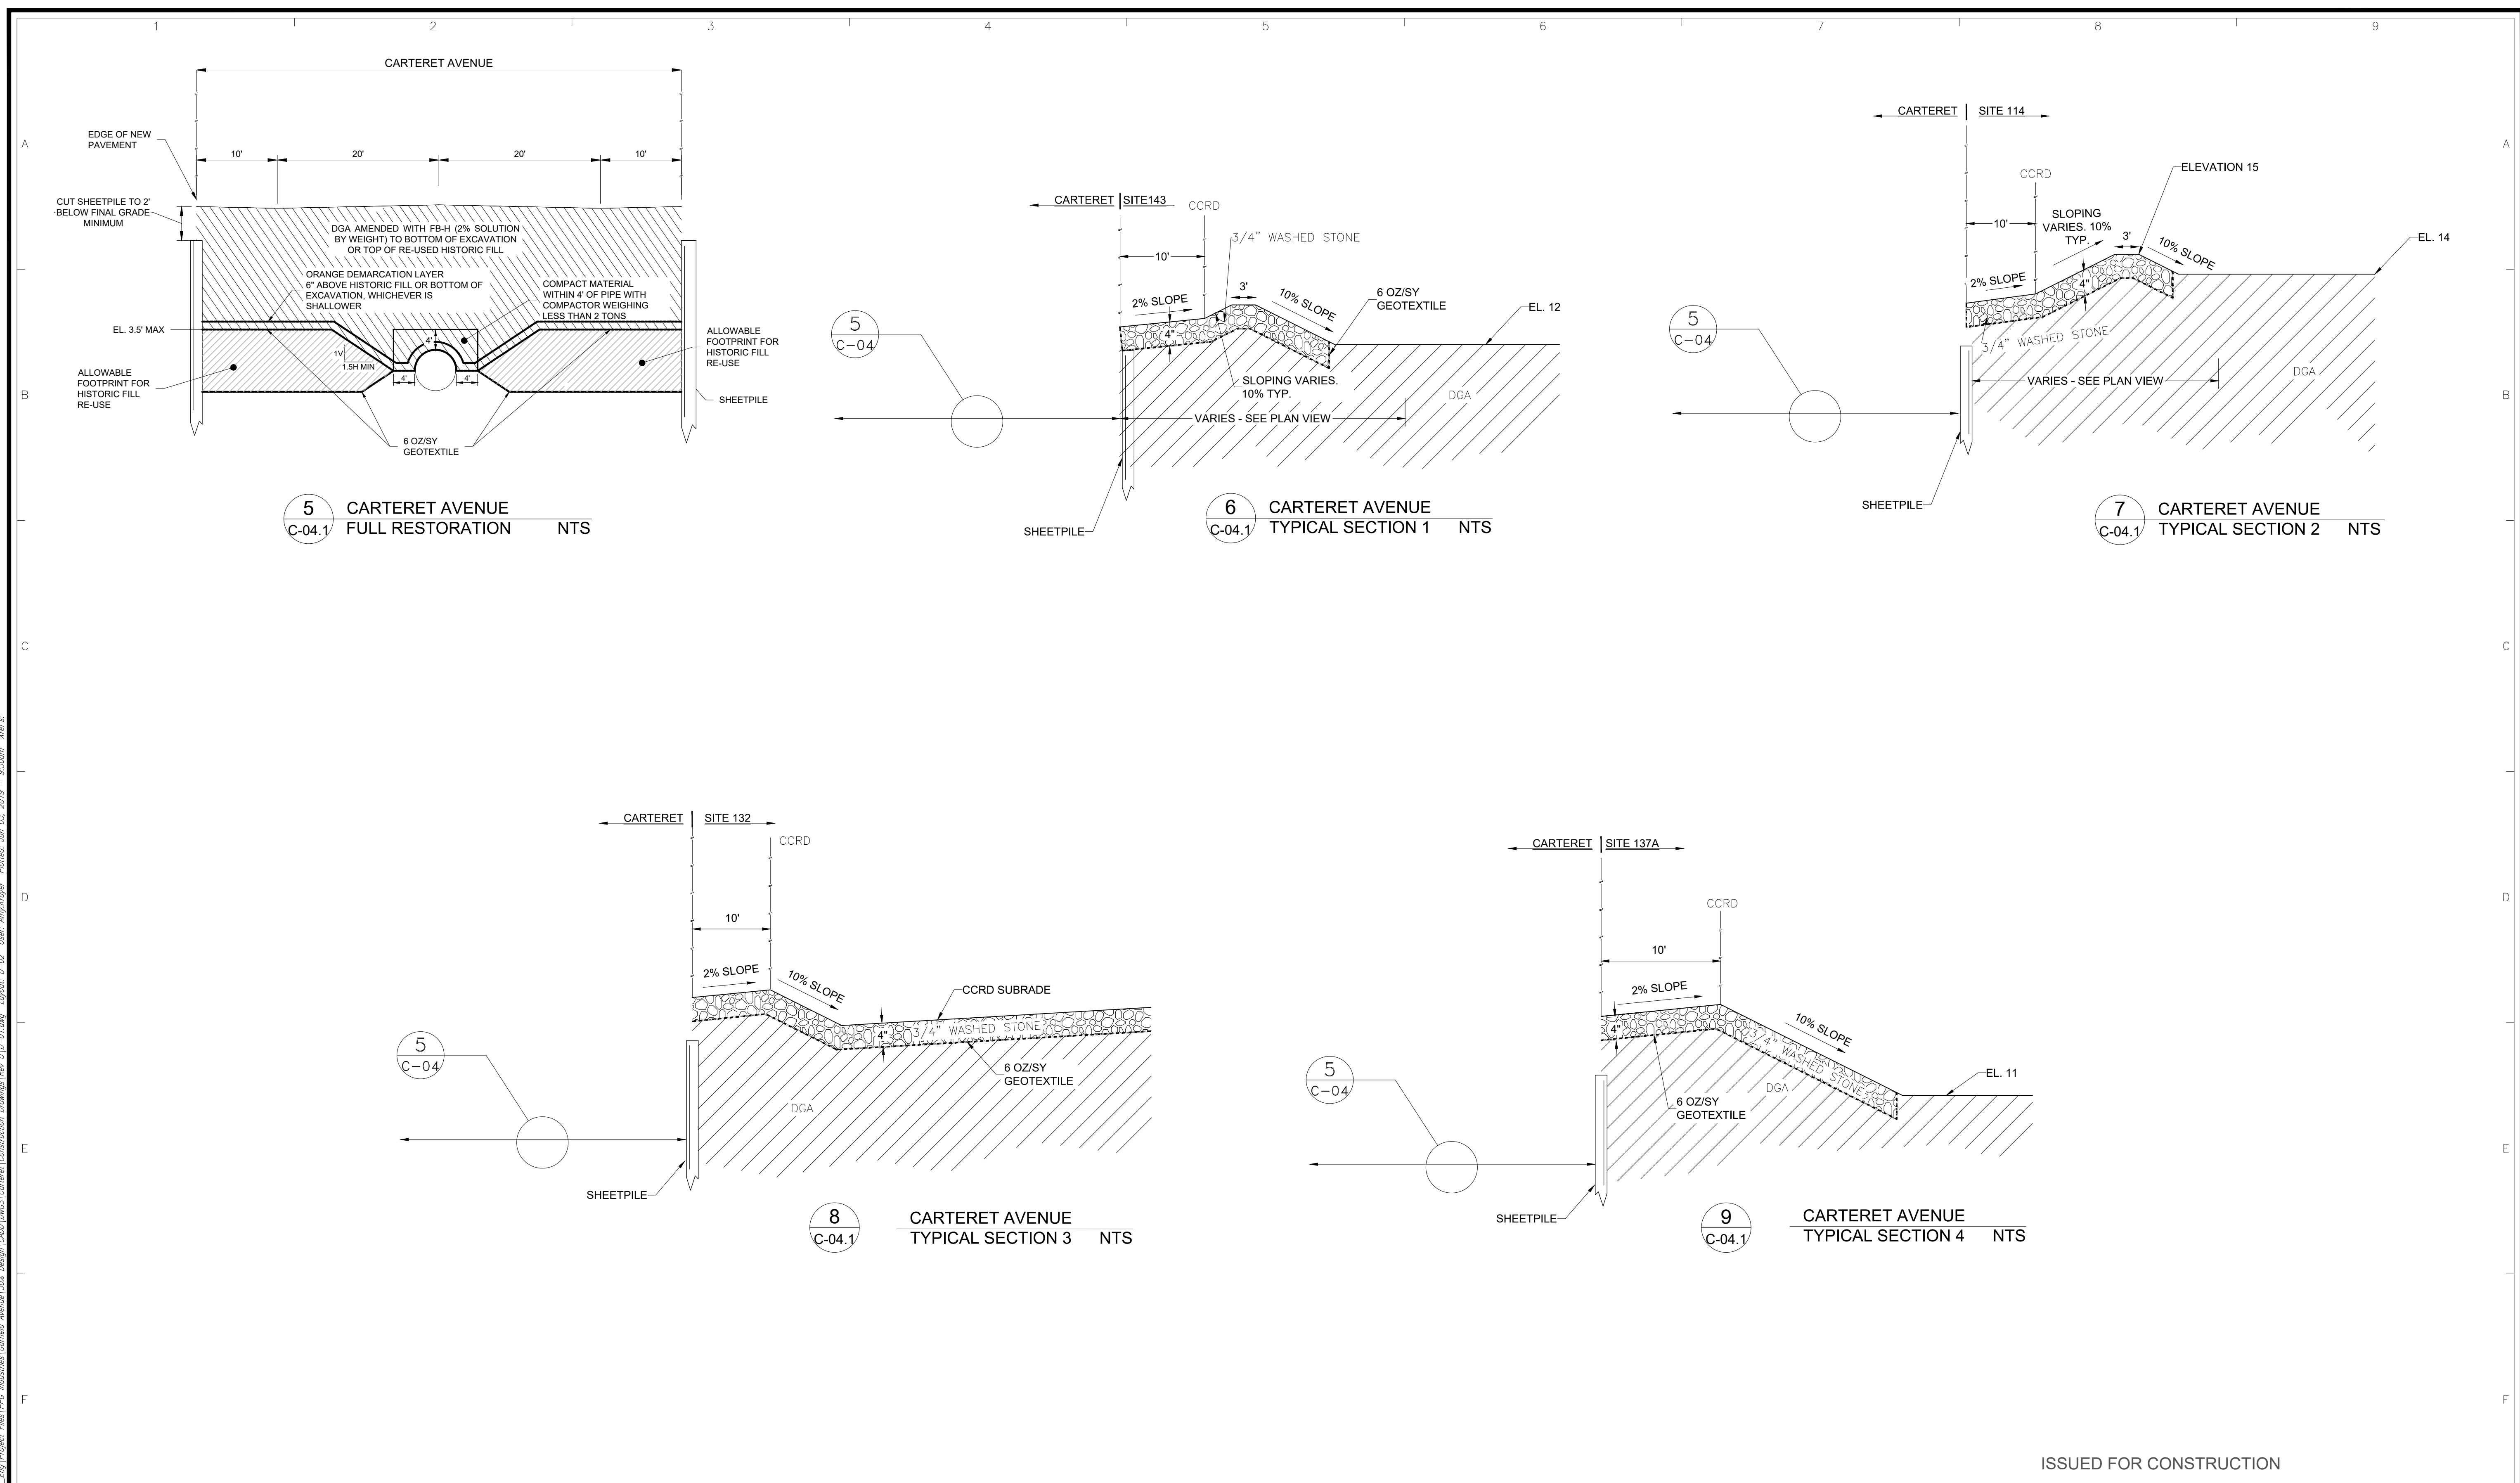 1 2 3 4 5 6 7 8 9
A
B
C
D
E
F
A
B
C
D
E
F
CARTERET AVENUE
EDGE OF NEW
PAVEMENT
10'
20'
20'
10'
CUT SHEETPILE TO 2'
BELOW FINAL GRADE
MINIMUM
DGA AMENDED WITH FB-H (2% SOLUTION
BY WEIGHT) TO BOTTOM OF EXCAVATION
OR TOP OF RE-USED HISTORIC FILL
ORANGE DEMARCATION LAYER
6" ABOVE HISTORIC FILL OR BOTTOM OF
EXCAVATION, WHICHEVER IS
SHALLOWER
COMPACT MATERIAL
WITHIN 4' OF PIPE WITH
COMPACTOR WEIGHING
LESS THAN 2 TONS
EL. 3.5' MAX
4'
1V
1.5H MIN
4'
4'
ALLOWABLE
FOOTPRINT FOR
HISTORIC FILL
RE-USE
ALLOWABLE
FOOTPRINT FOR
HISTORIC FILL
RE-USE
SHEETPILE
6 OZ/SY
GEOTEXTILE
5
C-04.1
CARTERET AVENUE
FULL RESTORATION NTS
CARTERET SITE143
CCRD
3/4" WASHED STONE
10'
2% SLOPE
3'
10% SLOPE
4"
6 OZ/SY
GEOTEXTILE
EL. 12
5
C-04
SLOPING VARIES.
10% TYP.
DGA
VARIES - SEE PLAN VIEW
SHEETPILE
6
C-04.1
CARTERET AVENUE
TYPICAL SECTION 1 NTS
CARTERET SITE 114
CCRD
ELEVATION 15
10'
SLOPING
VARIES. 10%
TYP.
3'
10% SLOPE
EL. 14
2% SLOPE
4"
3/4" WASHED STONE
5
C-04
VARIES - SEE PLAN VIEW
DGA
SHEETPILE
7
C-04.1
CARTERET AVENUE
TYPICAL SECTION 2 NTS
CARTERET SITE 132
CCRD
10'
2% SLOPE
10% SLOPE
CCRD SUBRADE
4"
3/4" WASHED STONE
6 OZ/SY
GEOTEXTILE
5
C-04
DGA
SHEETPILE
8
C-04.1
CARTERET AVENUE
TYPICAL SECTION 3 NTS
CARTERET SITE 137A
CCRD
10'
2% SLOPE
10% SLOPE
4"
3/4" WASHED STONE
EL. 11
DGA
6 OZ/SY
GEOTEXTILE
5
C-04
SHEETPILE
9
C-04.1
CARTERET AVENUE
TYPICAL SECTION 4 NTS
ISSUED FOR CONSTRUCTION